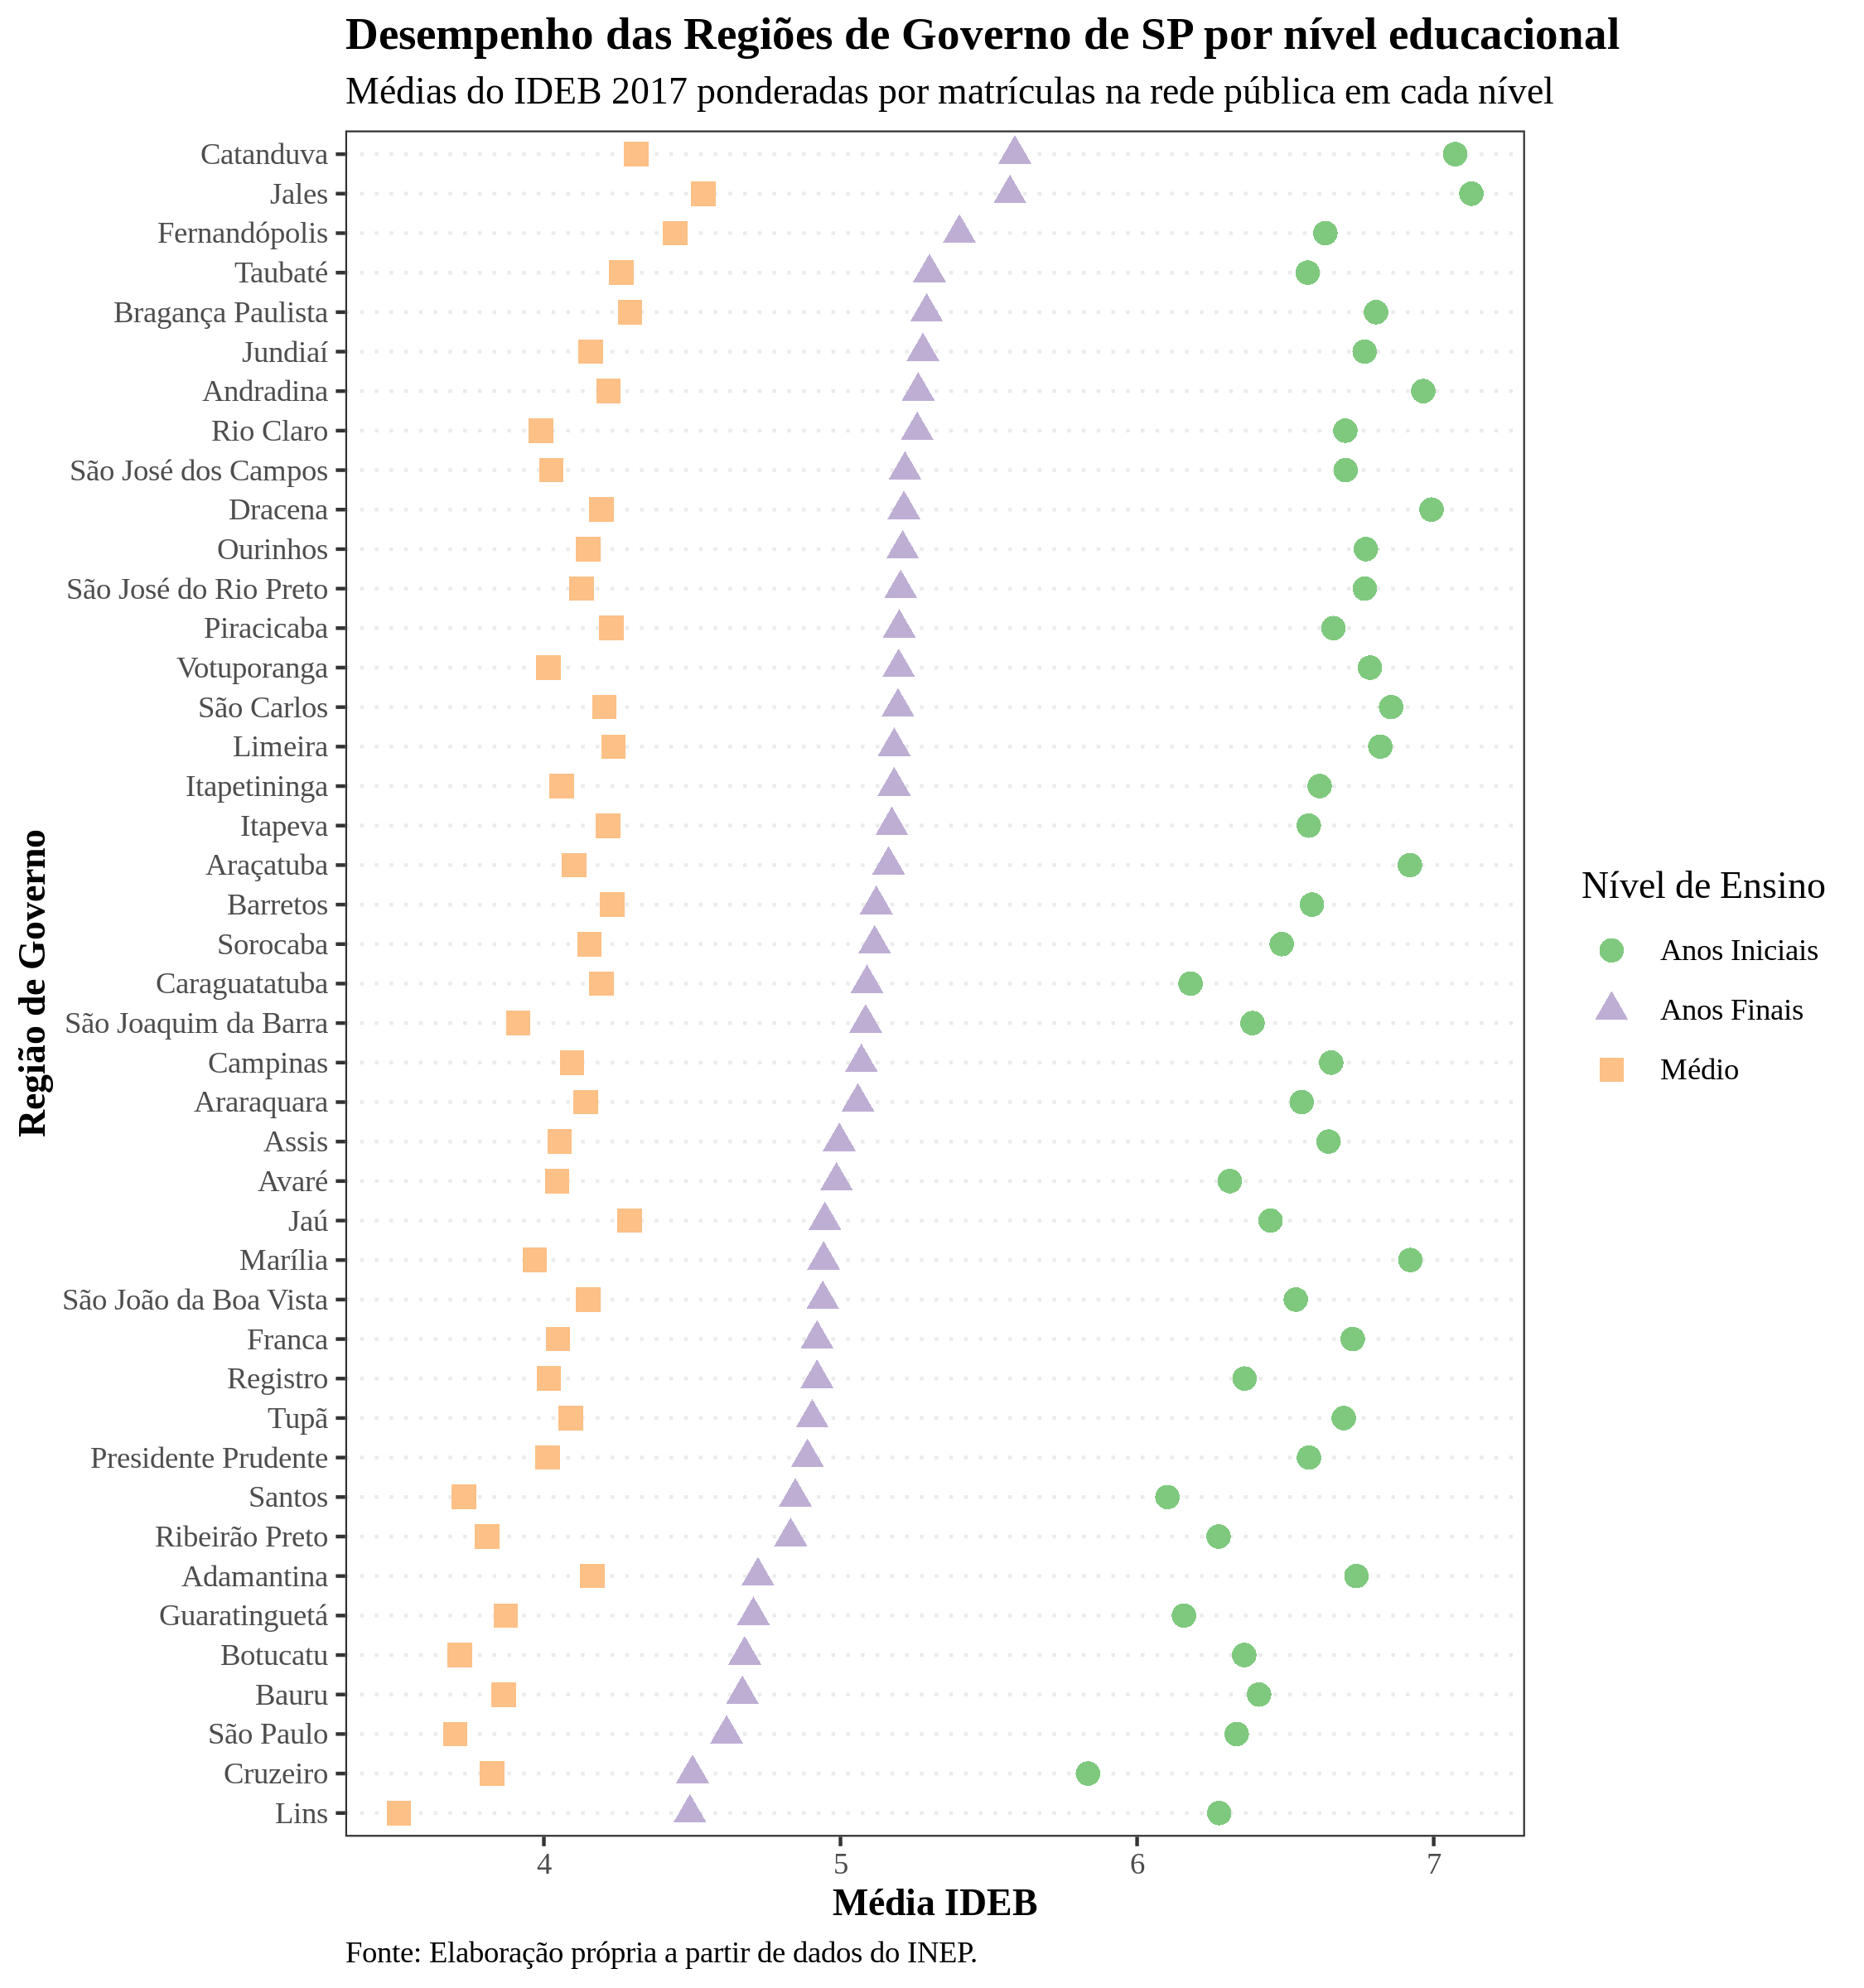 Desempenho das Regiões de Governo de SP por nível educacional
Médias do IDEB 2017 ponderadas por matrículas na rede pública em cada nível
Região de Governo
Catanduva
Jales
Fernandópolis
Taubaté
Bragança Paulista
Jundiaí
Andradina
Rio Claro
São José dos Campos
Dracena
Ourinhos
São José do Rio Preto
Piracicaba
Votuporanga
São Carlos
Limeira
Itapetininga
Itapeva
Araçatuba
Barretos
Sorocaba
Caraguatatuba
São Joaquim da Barra
Campinas
Araraquara
Assis
Avaré
Jaú
Marília
São João da Boa Vista
Franca
Registro
Tupã
Presidente Prudente
Santos
Ribeirão Preto
Adamantina
Guaratinguetá
Botucatu
Bauru
São Paulo
Cruzeiro
Lins
4 5 6 7
Média IDEB
Nível de Ensino
Anos Iniciais
Anos Finais
Médio
Fonte: Elaboração própria a partir de dados do INEP.